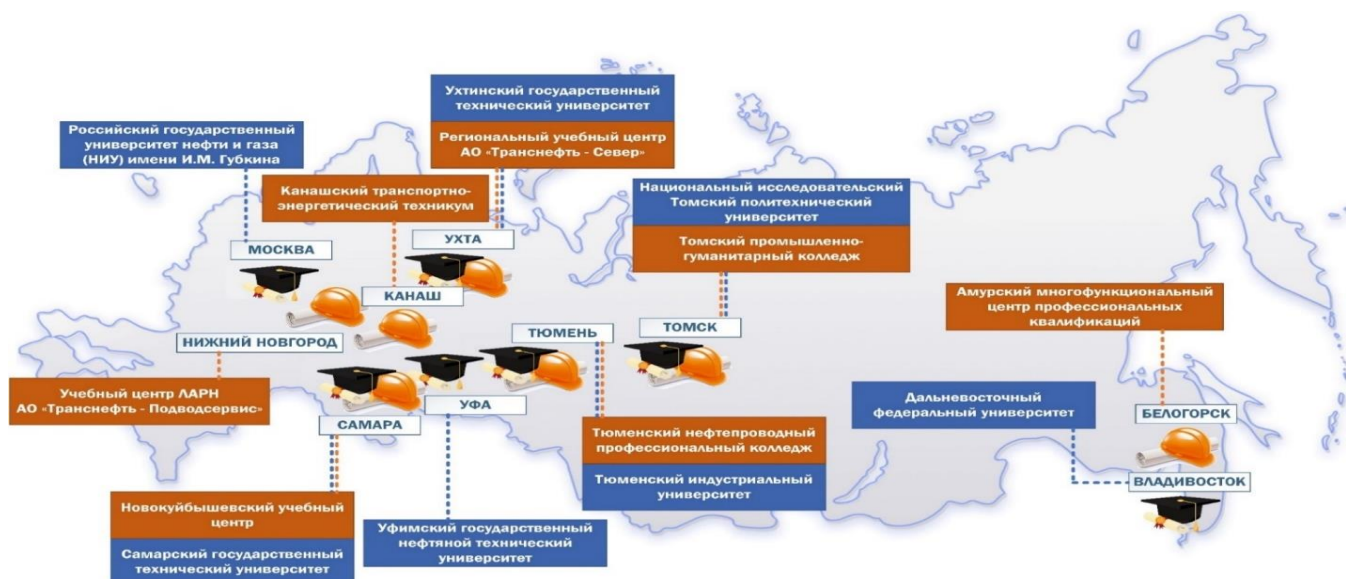 Ухтинский государственный
технический университет
Региональный учебный центр
АО «Транснефть - Север»
Российский государственный
университет нефти и газа
(НИУ) имени И.М. Губкина
Канашский транспортно-
энергетический техникум
Национальный исследовательский
Томский политехнический
университет
Томский промышленно-
гуманитарный колледж
МОСКВА
УХТА
КАНАШ
НИЖНИЙ НОВГОРОД
ТЮМЕНЬ
ТОМСК
Амурский многофункциональный
центр профессиональных
квалификаций
Учебный центр ЛАРН
АО «Транснефть - Подводсервис»
САМАРА
УФА
Дальневосточный
федеральный университет
БЕЛОГОРСК
ВЛАДИВОСТОК
Тюменский нефтепроводный
профессиональный колледж
Тюменский индустриальный
университет
Новокуйбышевский учебный
центр
Самарский государственный
технический университет
Уфимский государственный
нефтяной технический
университет